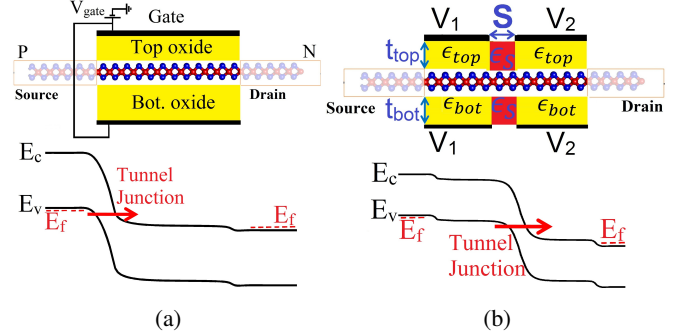 V_gate
Gate
P
Top oxide
N
Source
Bot. oxide
Drain
E_c
Tunnel
Junction
E_v
E_f
E_f
(a)
V_1
S
V_2
t_top
ϵ_top
ϵ_S
ϵ_top
Source
Drain
t_bot
ϵ_bot
ϵ_S
ϵ_bot
V_1
V_2
E_c
E_v
E_f
Tunnel
Junction
E_f
(b)